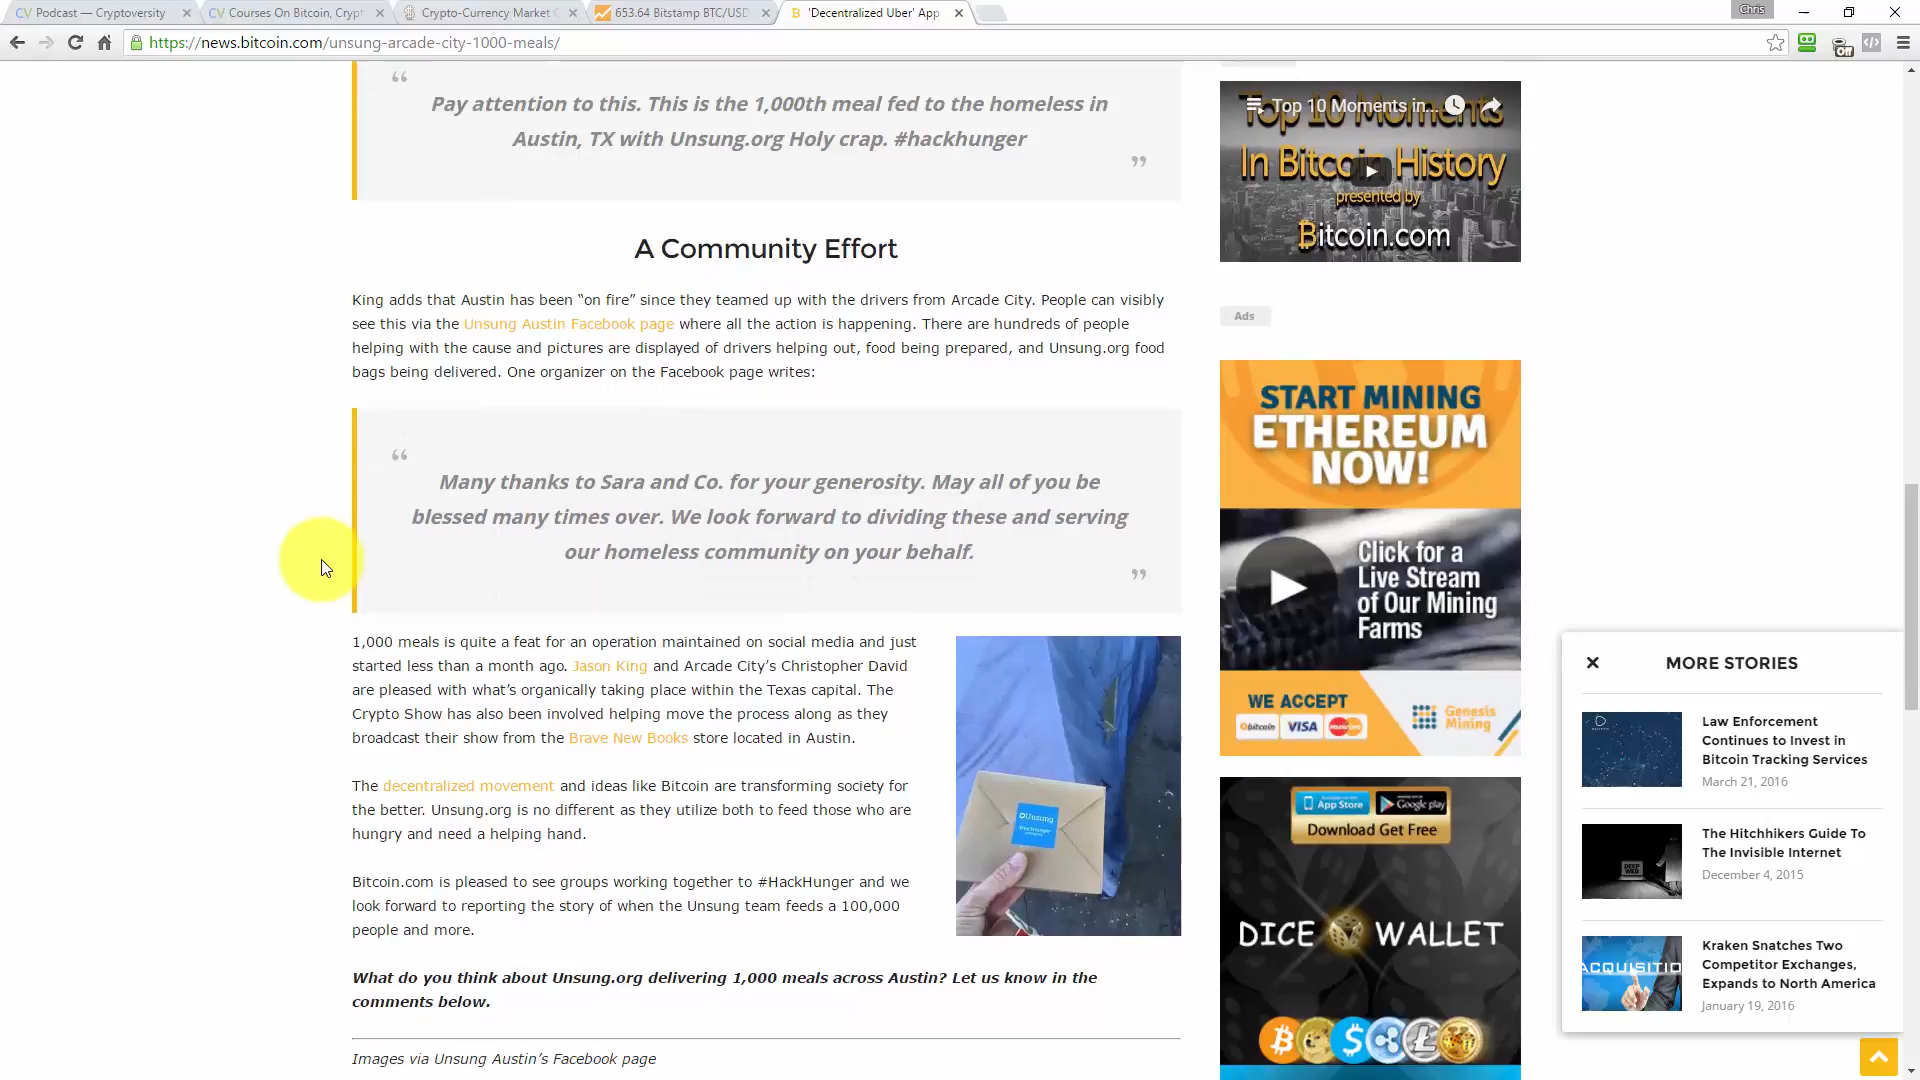 Podcast — Cryptoversity
Courses On Bitcoin, Crypt
Crypto-Currency Market C
653.64 Bitstamp BTC/USD
'Decentralized Uber' App
Chris
https://news.bitcoin.com/unsung-arcade-city-1000-meals/
Off
“
Pay attention to this. This is the 1,000th meal fed to the homeless in
Austin, TX with Unsung.org Holy crap. #hackhunger
”
A Community Effort
King adds that Austin has been “on fire” since they teamed up with the drivers from Arcade City. People can visibly
see this via the Unsung Austin Facebook page where all the action is happening. There are hundreds of people
helping with the cause and pictures are displayed of drivers helping out, food being prepared, and Unsung.org food
bags being delivered. One organizer on the Facebook page writes:
“
Many thanks to Sara and Co. for your generosity. May all of you be
blessed many times over. We look forward to dividing these and serving
our homeless community on your behalf.
”
1,000 meals is quite a feat for an operation maintained on social media and just
started less than a month ago. Jason King and Arcade City’s Christopher David
are pleased with what’s organically taking place within the Texas capital. The
Crypto Show has also been involved helping move the process along as they
broadcast their show from the Brave New Books store located in Austin.
The decentralized movement and ideas like Bitcoin are transforming society for
the better. Unsung.org is no different as they utilize both to feed those who are
hungry and need a helping hand.
Bitcoin.com is pleased to see groups working together to #HackHunger and we
look forward to reporting the story of when the Unsung team feeds a 100,000
people and more.
Unsung
What do you think about Unsung.org delivering 1,000 meals across Austin? Let us know in the
comments below.
Images via Unsung Austin’s Facebook page
Top 10 Moments in...
Top 10 Moments
In Bitcoin History
presented by
Bitcoin.com
Ads
START MINING
ETHEREUM
NOW!
Click for a
Live Stream
of Our Mining
Farms
WE ACCEPT
bitcoin VISA MasterCard
Genesis
Mining
App Store
Google play
Download Get Free
DICE WALLET
MORE STORIES
Law Enforcement
Continues to Invest in
Bitcoin Tracking Services
March 21, 2016
DEEP
WEB
The Hitchhikers Guide To
The Invisible Internet
December 4, 2015
ACQUISITIO
Kraken Snatches Two
Competitor Exchanges,
Expands to North America
January 19, 2016